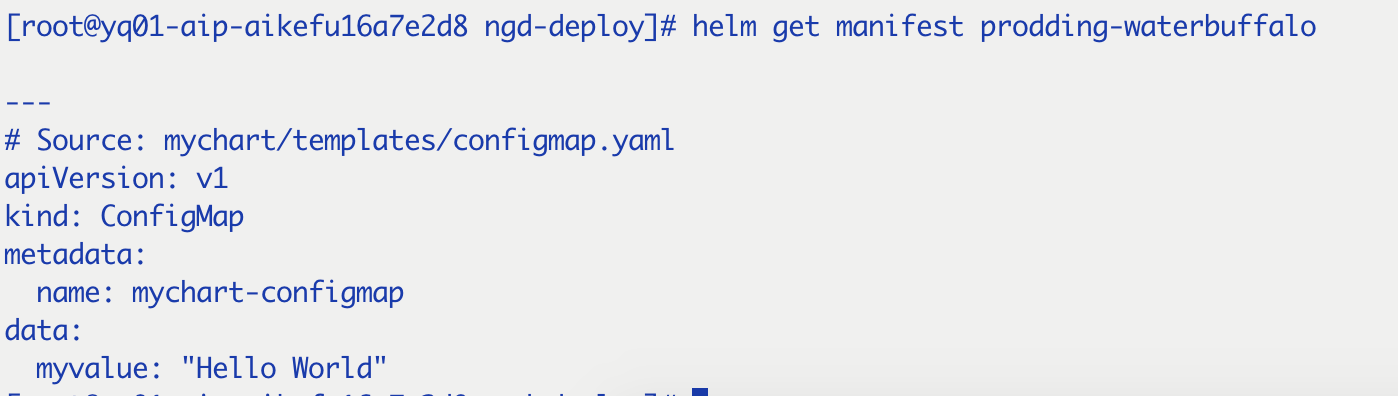 [root@yq01-aip-aikefu16a7e2d8 ngd-deploy]# helm get manifest prodding-waterbuffalo
---
# Source: mychart/templates/configmap.yaml
apiVersion: v1
kind: ConfigMap
metadata:
  name: mychart-configmap
data:
  myvalue: "Hello World"